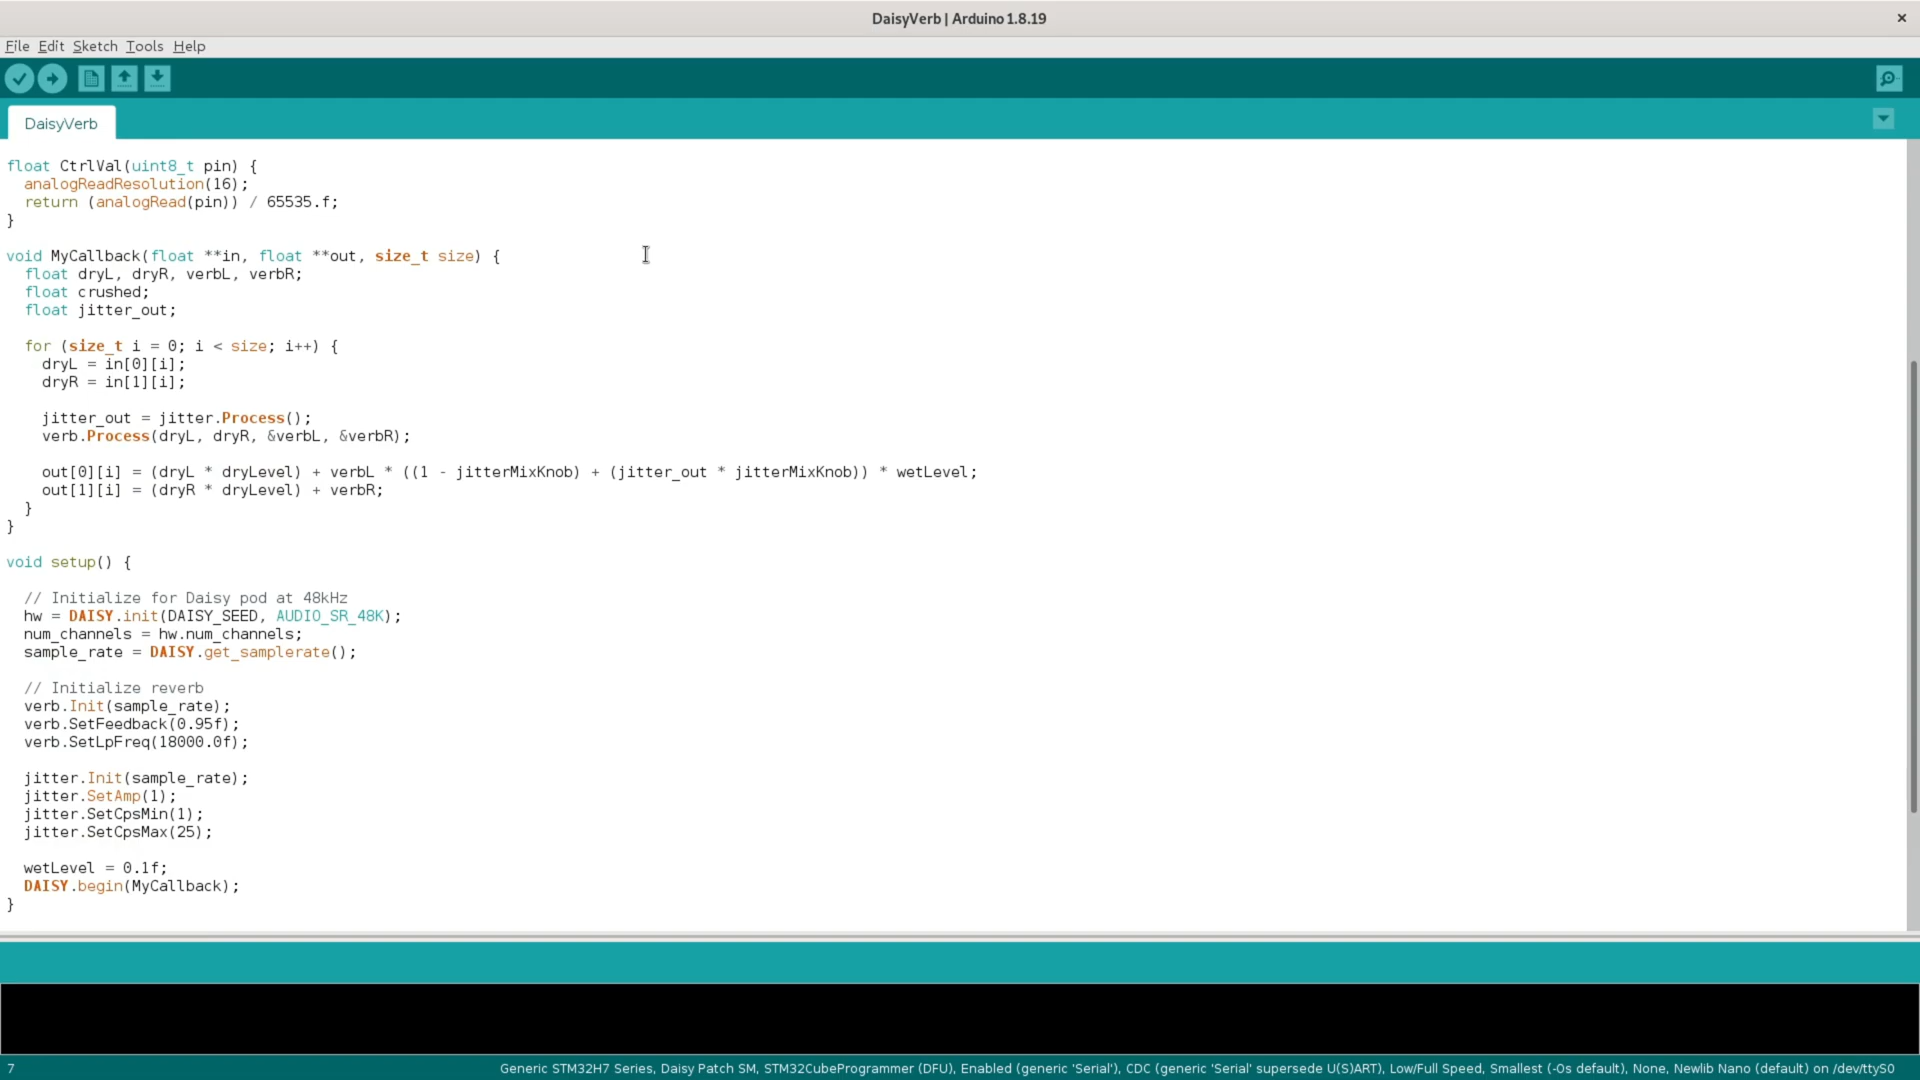 DaisyVerb | Arduino 1.8.19
File Edit Sketch Tools Help
DaisyVerb
float CtrlVal(uint8_t pin) {
  analogReadResolution(16);
  return (analogRead(pin)) / 65535.f;
}
void MyCallback(float **in, float **out, size_t size) {
  float dryL, dryR, verbL, verbR;
  float crushed;
  float jitter_out;
  for (size_t i = 0; i < size; i++) {
    dryL = in[0][i];
    dryR = in[1][i];
    jitter_out = jitter.Process();
    verb.Process(dryL, dryR, &verbL, &verbR);
    out[0][i] = (dryL * dryLevel) + verbL * ((1 - jitterMixKnob) + (jitter_out * jitterMixKnob)) * wetLevel;
    out[1][i] = (dryR * dryLevel) + verbR;
  }
}
void setup() {
  // Initialize for Daisy pod at 48kHz
  hw = DAISY.init(DAISY_SEED, AUDIO_SR_48K);
  num_channels = hw.num_channels;
  sample_rate = DAISY.get_samplerate();
  // Initialize reverb
  verb.Init(sample_rate);
  verb.SetFeedback(0.95f);
  verb.SetLpFreq(18000.0f);
  jitter.Init(sample_rate);
  jitter.SetAmp(1);
  jitter.SetCpsMin(1);
  jitter.SetCpsMax(25);
  wetLevel = 0.1f;
  DAISY.begin(MyCallback);
}
7 Generic STM32H7 Series, Daisy Patch SM, STM32CubeProgrammer (DFU), Enabled (generic 'Serial'), CDC (generic 'Serial' supersede U(S)ART), Low/Full Speed, Smallest (-Os default), None, Newlib Nano (default) on /dev/ttyS0